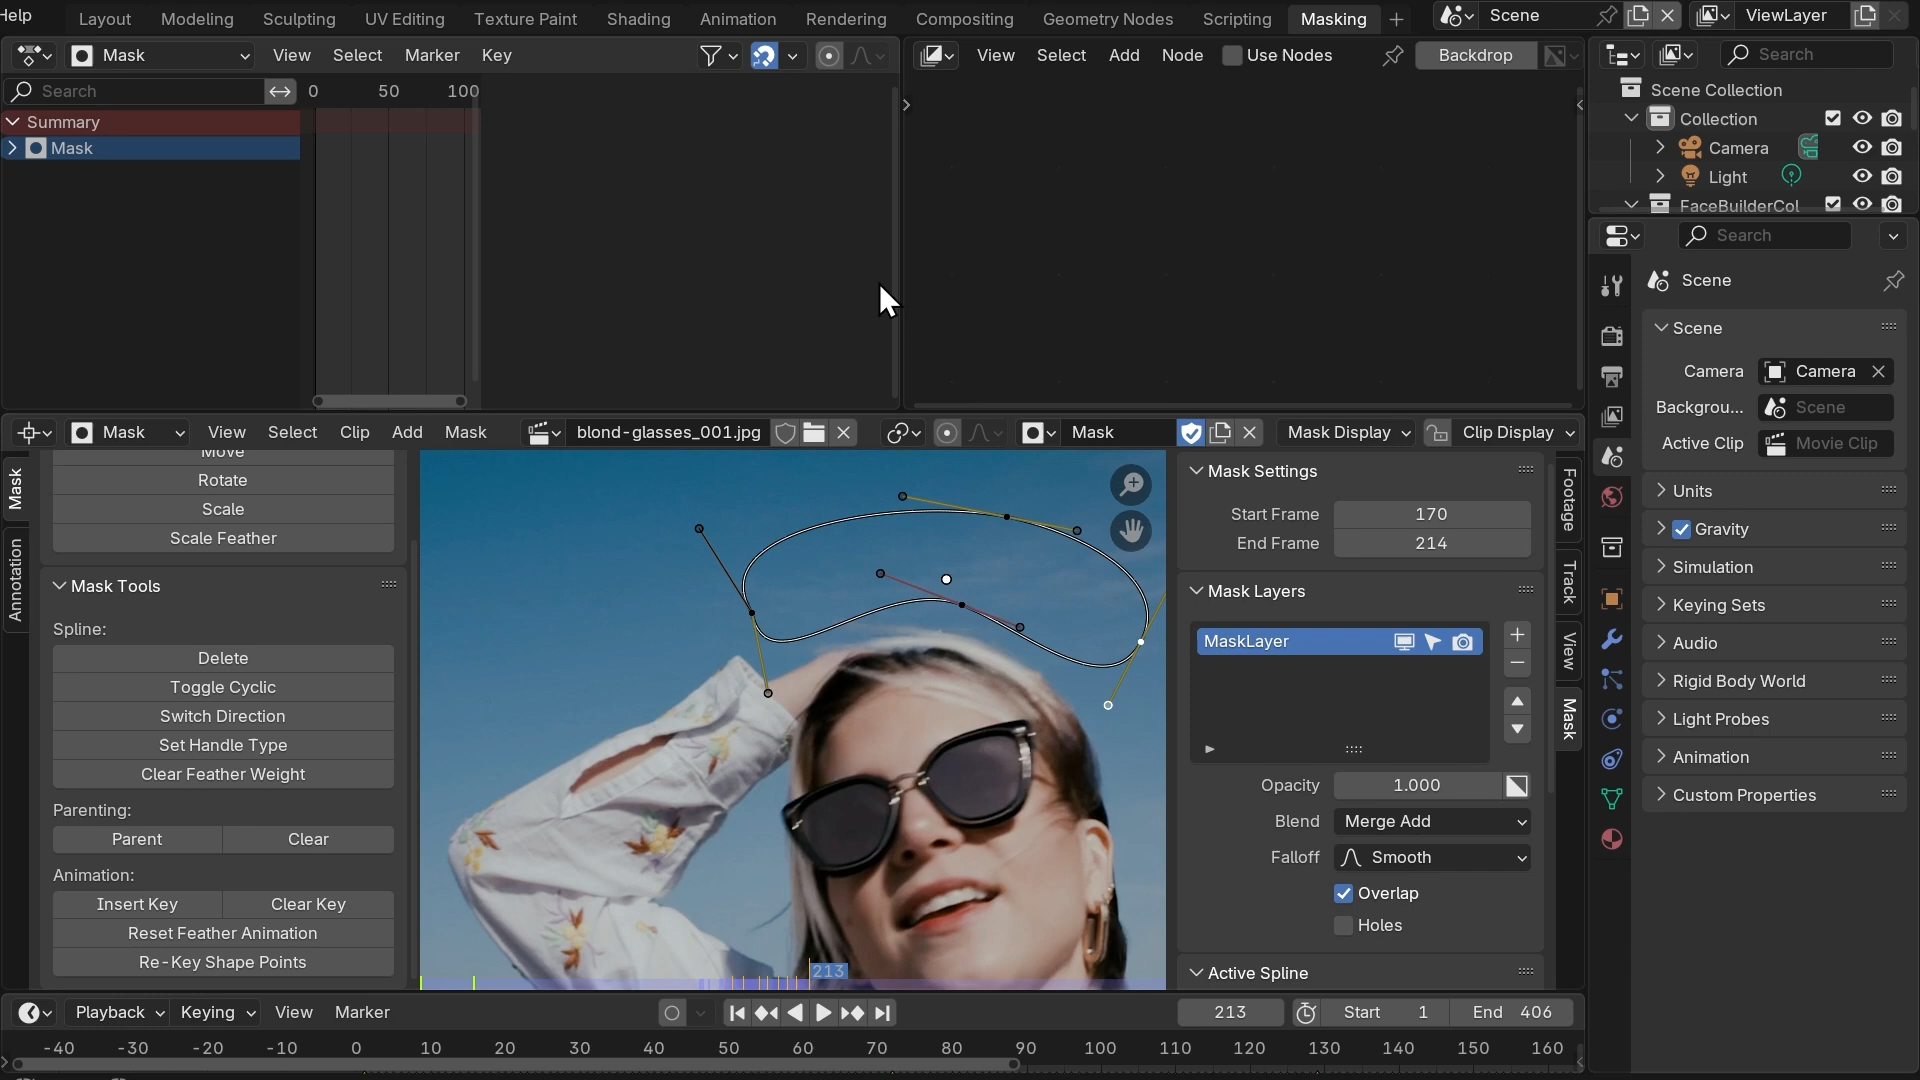 Help Layout Modeling Sculpting UV Editing Texture Paint Shading Animation Rendering Compositing Geometry Nodes Scripting Masking + Scene ViewLayer
Mask View Select Marker Key
View Select Add Node Use Nodes Backdrop
Search
Search 0 50 100
Summary
Mask
Scene Collection
Collection
Camera
Light
FaceBuilderCol
Search
Scene
Scene
Camera Camera
Backgrou... Scene
Active Clip Movie Clip
Units
Gravity
Simulation
Keying Sets
Audio
Rigid Body World
Light Probes
Animation
Custom Properties
Mask View Select Clip Add Mask blond-glasses_001.jpg Mask Mask Display Clip Display
Mask
Annotation
Move
Rotate
Scale
Scale Feather
Mask Tools
Spline:
Delete
Toggle Cyclic
Switch Direction
Set Handle Type
Clear Feather Weight
Parenting:
Parent Clear
Animation:
Insert Key Clear Key
Reset Feather Animation
Re-Key Shape Points
213
Mask Settings
Start Frame 170
End Frame 214
Mask Layers
MaskLayer
Opacity 1.000
Blend Merge Add
Falloff Smooth
Overlap
Holes
Active Spline
Footage
Track
View
Mask
Playback Keying View Marker 213 Start 1 End 406
-40 -30 -20 -10 0 10 20 30 40 50 60 70 80 90 100 110 120 130 140 150 160